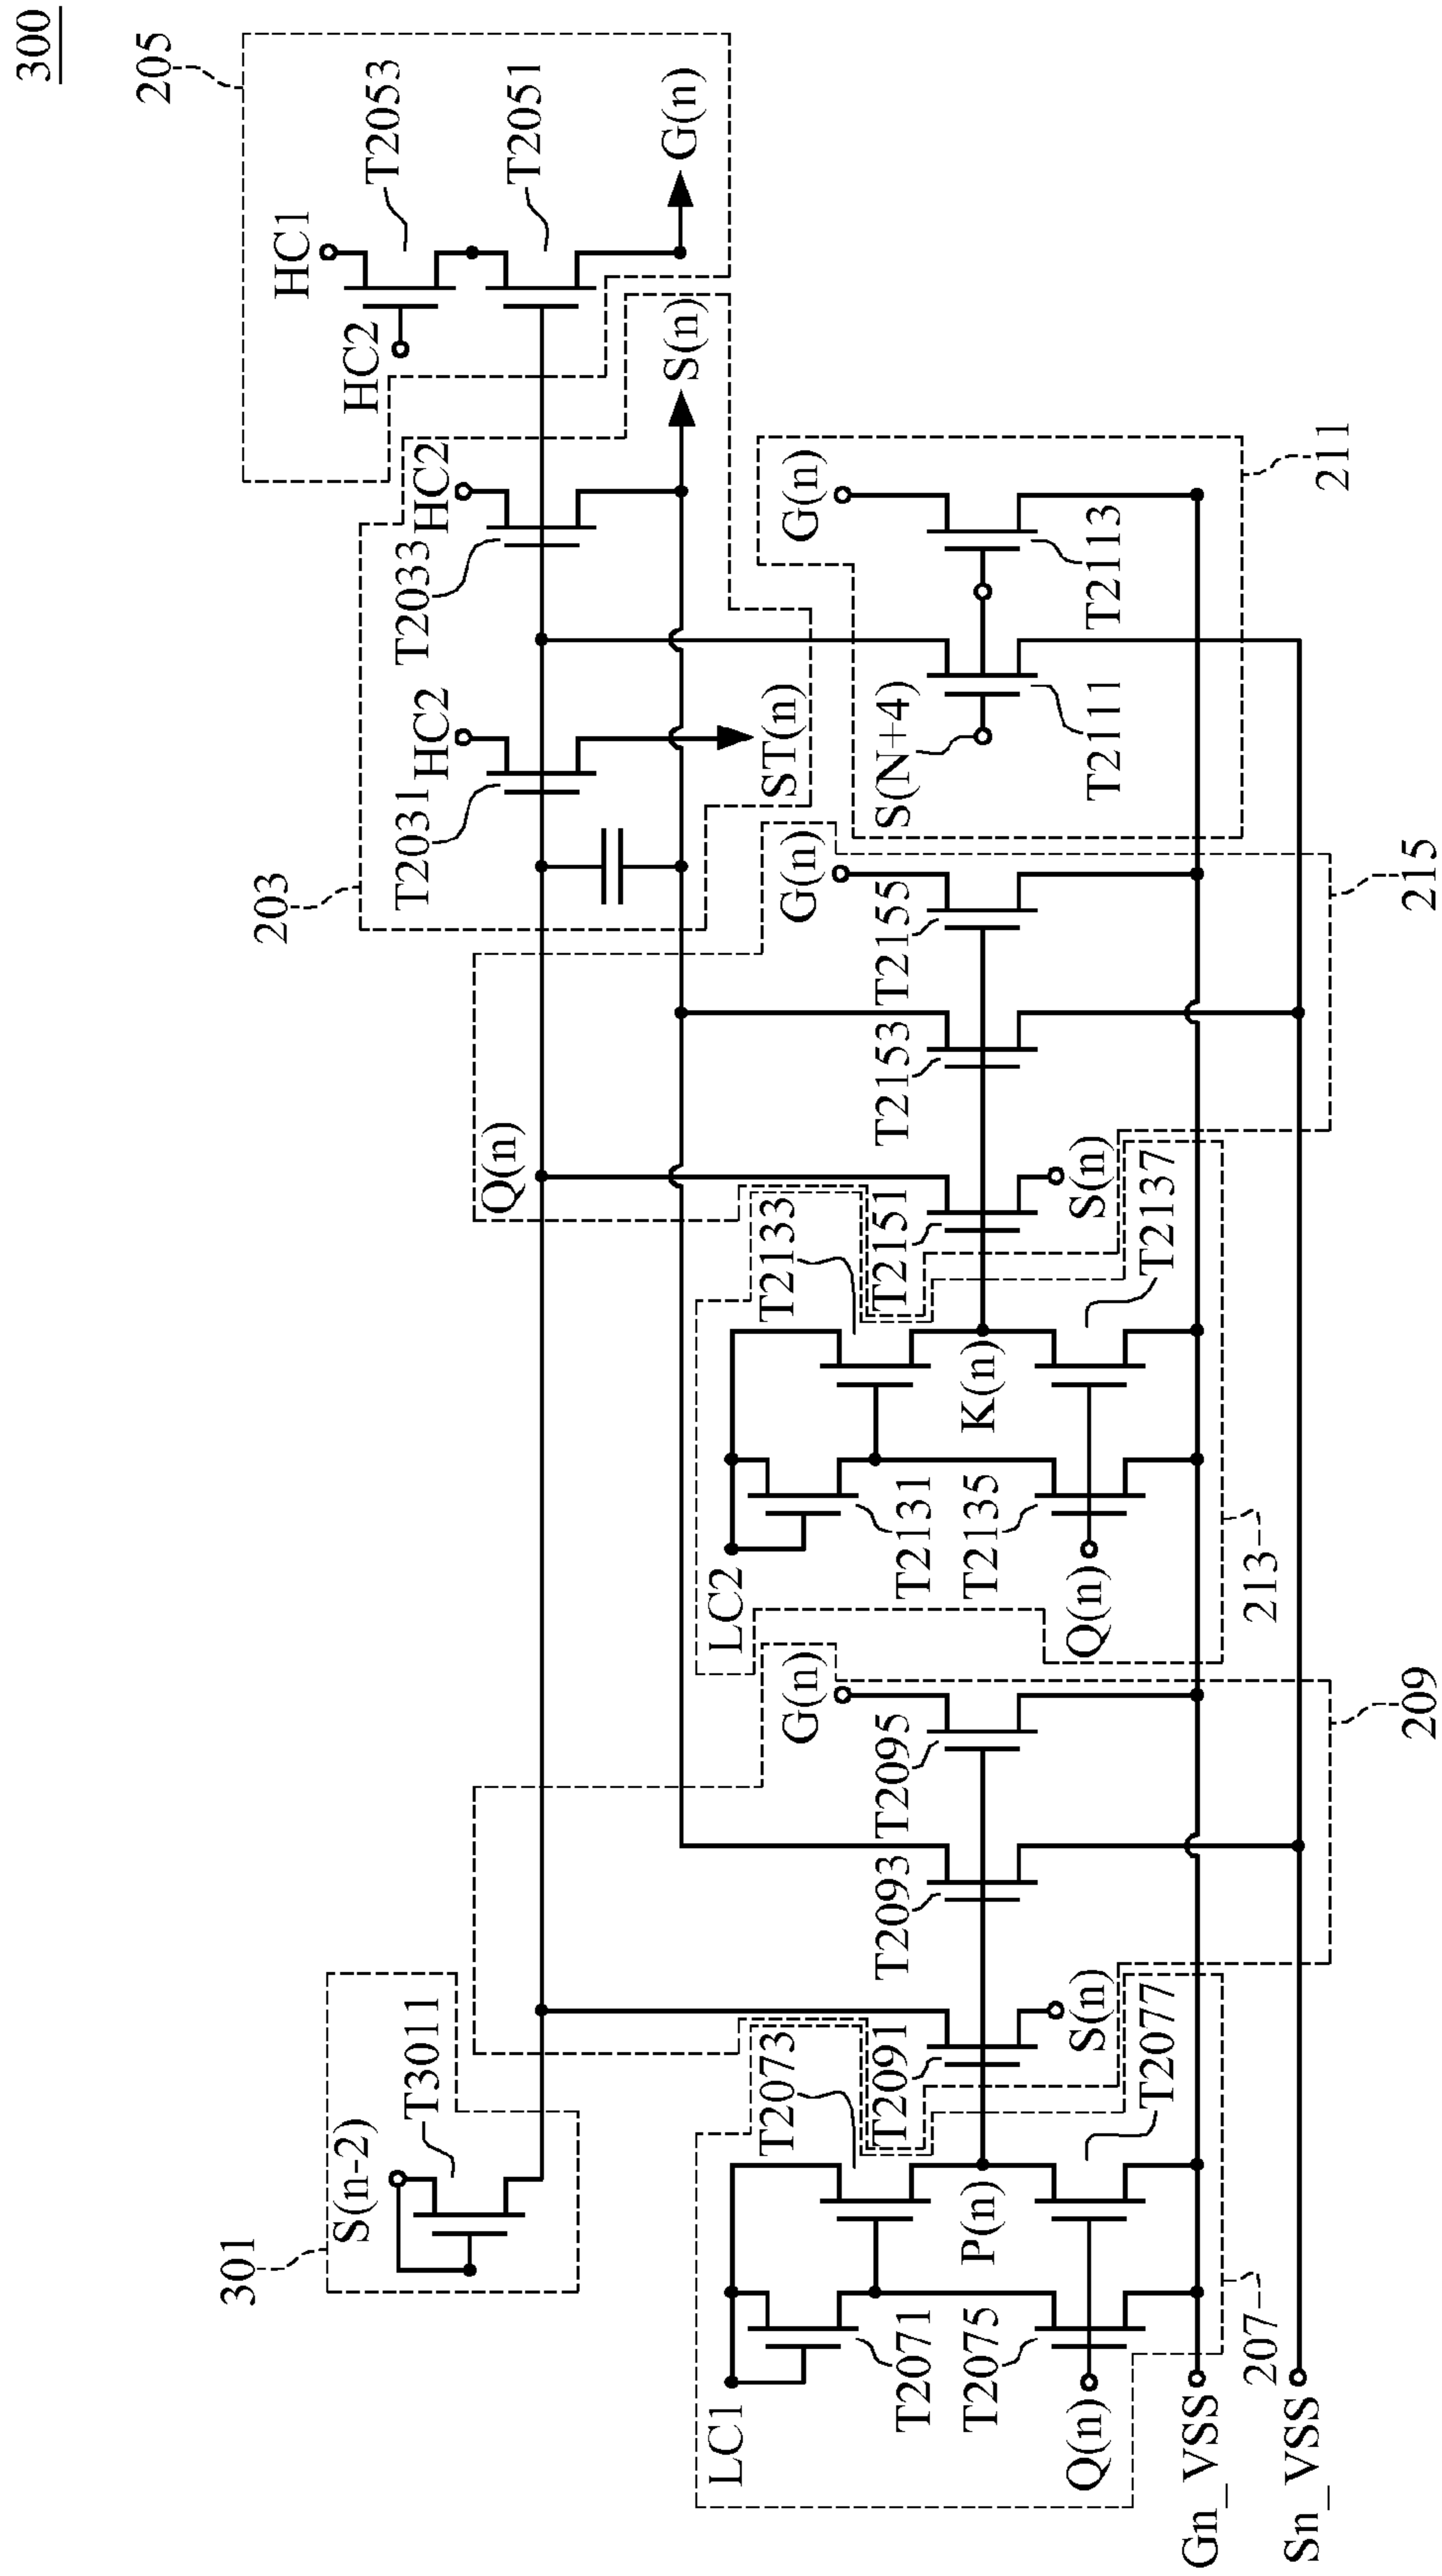 300
205
HC1
T2053
HC2
T2051
G(n)
203
HC2
T2033
S(n)
HC2
T2031
ST(n)
G(n)
S(N+4)
T2113
T2111
211
Q(n)
G(n)
T2155
T2153
T2151
S(n)
215
LC2
T2133
T2131
K(n)
T2135
T2137
Q(n)
213
G(n)
T2095
T2093
T2091
S(n)
209
301
S(n-2)
T3011
LC1
T2073
T2071
P(n)
T2075
T2077
Q(n)
207
Gn_VSS
Sn_VSS